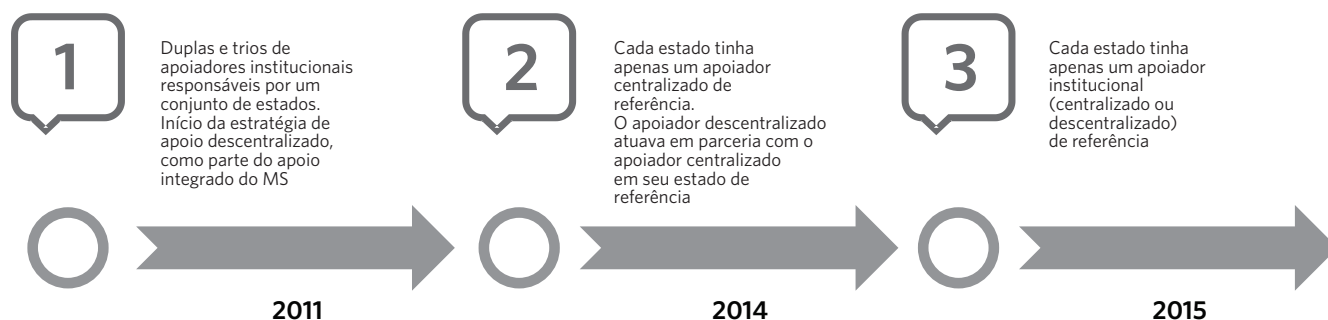 1
Duplas e trios de
apoiadores institucionais
responsáveis por um
conjunto de estados.
Início da estratégia de
apoio descentralizado,
como parte do apoio
integrado do MS
2011
2
Cada estado tinha
apenas um apoiador
centralizado de
referência.
O apoiador descentralizado
atuava em parceria com o
apoiador centralizado
em seu estado de
referência
2014
3
Cada estado tinha
apenas um apoiador
institucional
(centralizado ou
descentralizado)
de referência
2015